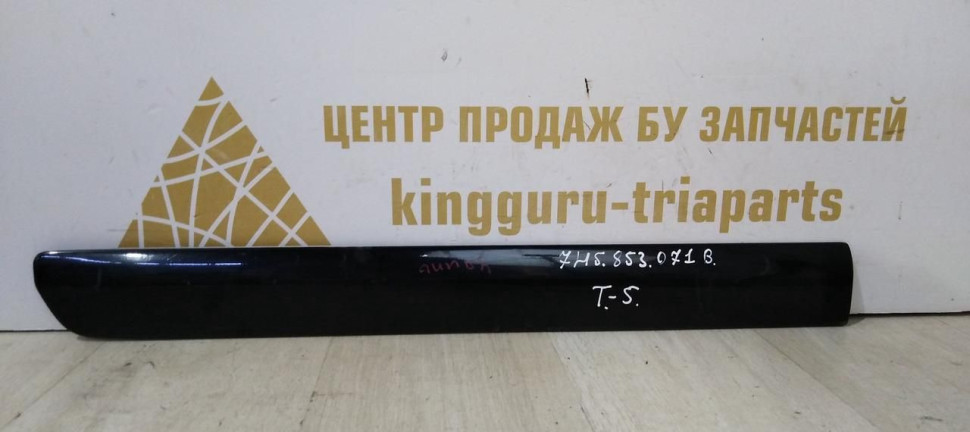 ЦЕНТР ПРОДАЖ БУ ЗАПЧАСТЕЙ
kingguru-triaparts
7H5.853.071 B.
T.-5.